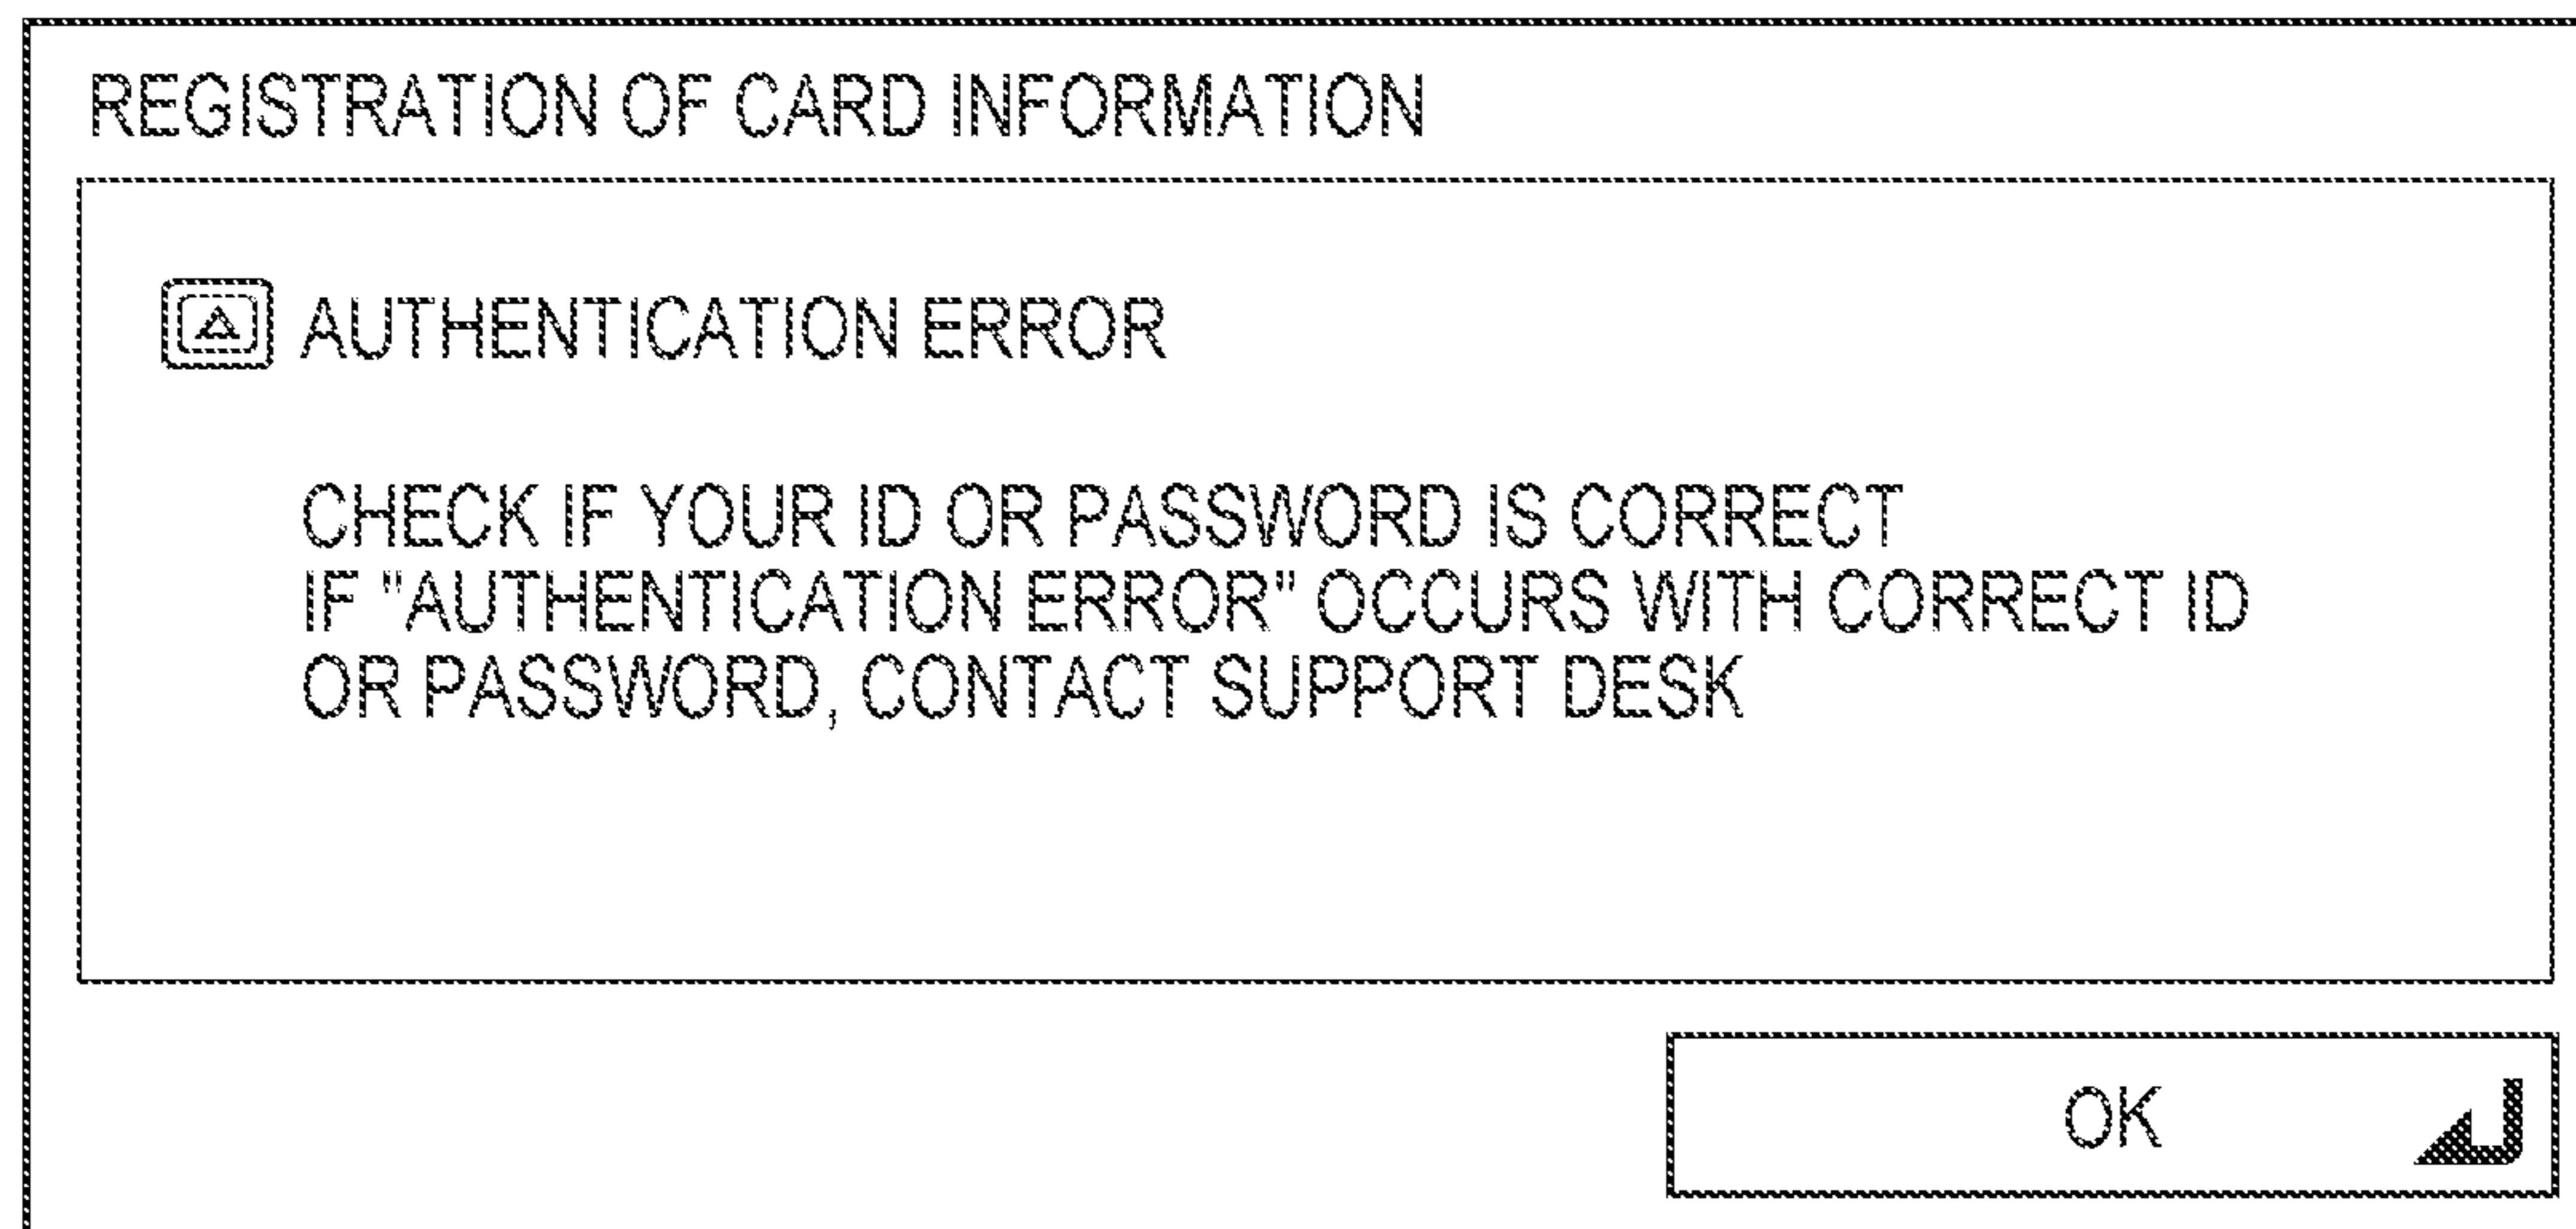 REGISTRATION OF CARD INFORMATION
AUTHENTICATION ERROR
CHECK IF YOUR ID OR PASSWORD IS CORRECT
IF "AUTHENTICATION ERROR" OCCURS WITH CORRECT ID
OR PASSWORD, CONTACT SUPPORT DESK
OK